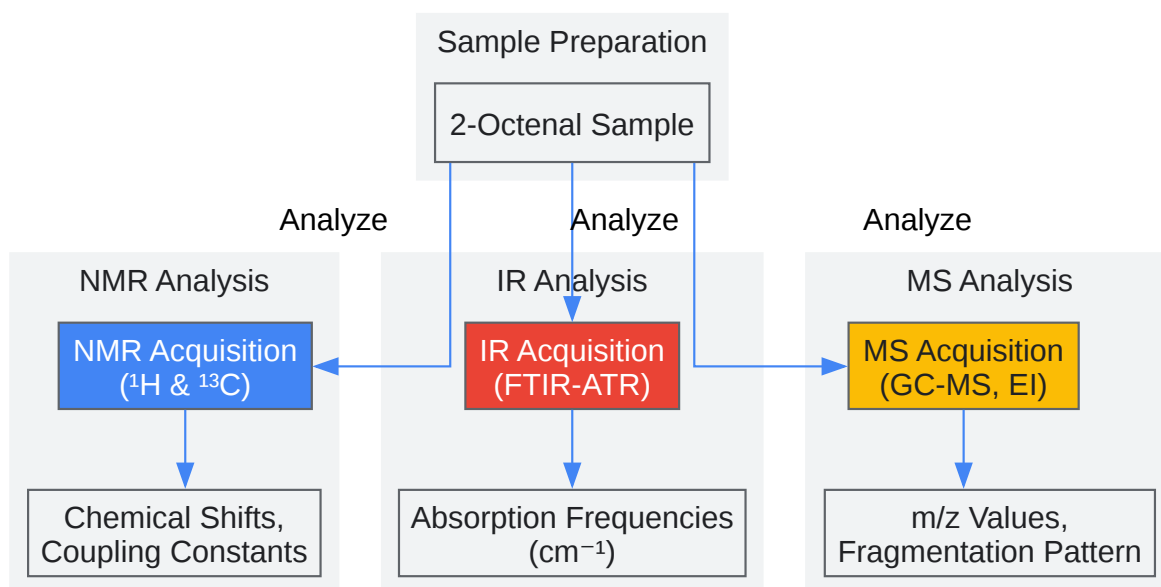 Sample Preparation
2-Octenal Sample
Analyze
Analyze
Analyze
NMR Analysis
IR Analysis
MS Analysis
NMR Acquisition
(¹H & ¹³C)
IR Acquisition
(FTIR-ATR)
MS Acquisition
(GC-MS, EI)
Chemical Shifts,
Coupling Constants
Absorption Frequencies
(cm⁻¹)
m/z Values,
Fragmentation Pattern